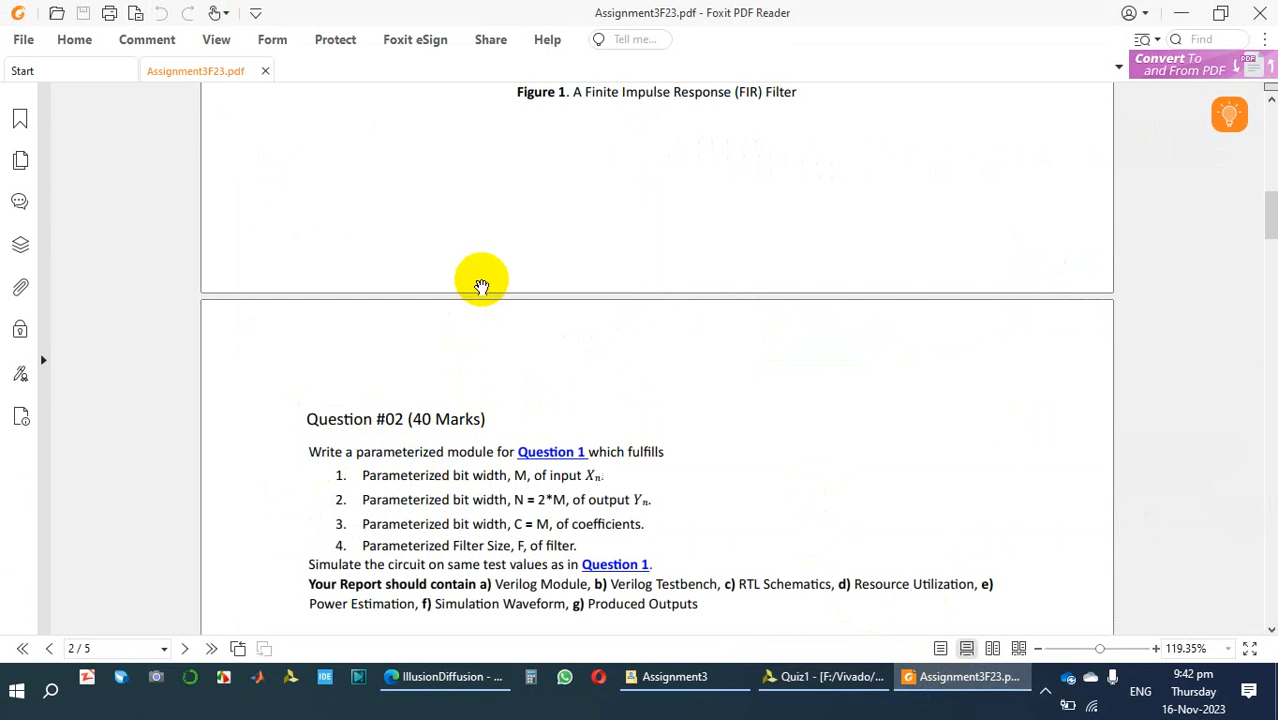 Assignment3F23.pdf - Foxit PDF Reader
File Home Comment View Form Protect Foxit eSign Share Help Tell me... Find
Start Assignment3F23.pdf
Convert To
and From PDF
PDF
Figure 1. A Finite Impulse Response (FIR) Filter
Question #02 (40 Marks)
Write a parameterized module for Question 1 which fulfills
1. Parameterized bit width, M, of input Xn.
2. Parameterized bit width, N = 2*M, of output Yn.
3. Parameterized bit width, C = M, of coefficients.
4. Parameterized Filter Size, F, of filter.
Simulate the circuit on same test values as in Question 1.
Your Report should contain a) Verilog Module, b) Verilog Testbench, c) RTL Schematics, d) Resource Utilization, e)
Power Estimation, f) Simulation Waveform, g) Produced Outputs
2 / 5 119.35%
IllusionDiffusion - ... Assignment3 Quiz1 - [F:/Vivado/... Assignment3F23.p...
IDE
ENG
9:42 pm
Thursday
16-Nov-2023